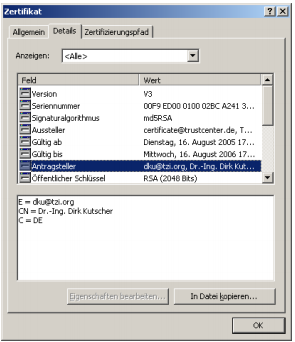 Zertifikat
Allgemein Details Zertifizierungspfad
Anzeigen: <Alle>
Feld Wert
Version V3
Seriennummer 00F9 ED00 0100 02BC A241 3...
Signaturalgorithmus md5RSA
Aussteller certificate@trustcenter.de, T...
Gültig ab Dienstag, 16. August 2005 17...
Gültig bis Mittwoch, 16. August 2006 17...
Antragsteller dku@tzi.org, Dr.-Ing. Dirk Kut...
Öffentlicher Schlüssel RSA (2048 Bits)
E = dku@tzi.org
CN = Dr.-Ing. Dirk Kutscher
C = DE
Eigenschaften bearbeiten... In Datei kopieren...
OK